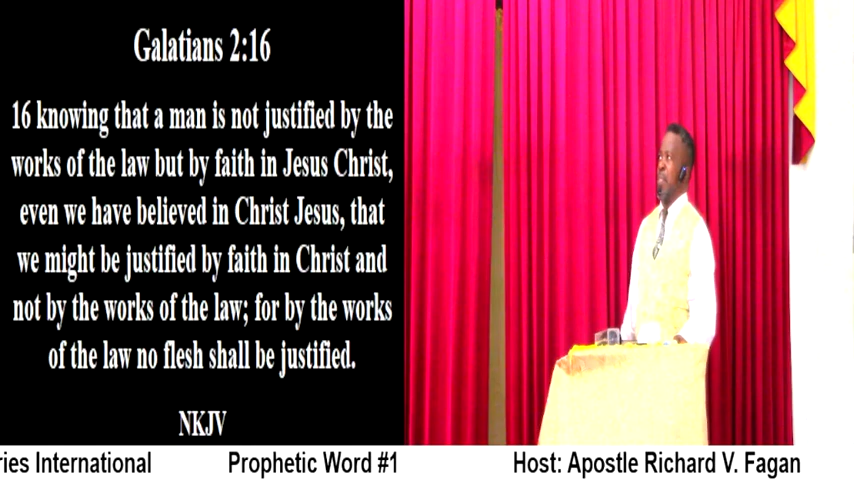 Galatians 2:16
16 knowing that a man is not justified by the
works of the law but by faith in Jesus Christ,
even we have believed in Christ Jesus, that
we might be justified by faith in Christ and
not by the works of the law; for by the works
of the law no flesh shall be justified.
NKJV
ries International Prophetic Word #1 Host: Apostle Richard V. Fagan